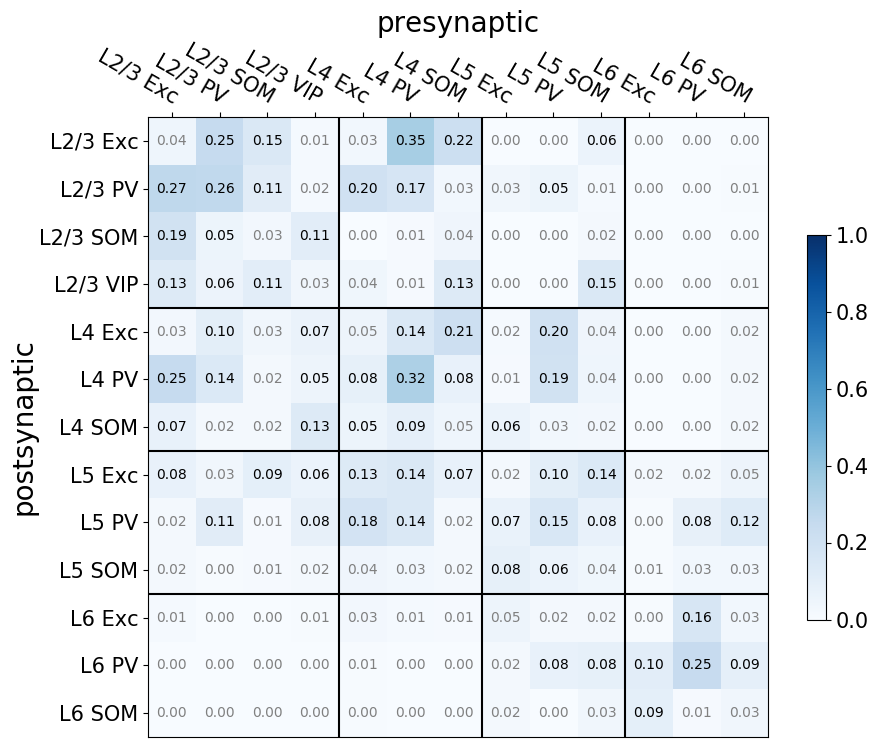 presynaptic
L2/3 Exc L2/3 PV L2/3 SOM L2/3 VIP L4 Exc L4 PV L4 SOM L5 Exc L5 PV L5 SOM L6 Exc L6 PV L6 SOM
postsynaptic
L2/3 Exc 0.04 0.25 0.15 0.01 0.03 0.35 0.22 0.00 0.00 0.06 0.00 0.00 0.00
L2/3 PV 0.27 0.26 0.11 0.02 0.20 0.17 0.03 0.03 0.05 0.01 0.00 0.00 0.01
L2/3 SOM 0.19 0.05 0.03 0.11 0.00 0.01 0.04 0.00 0.00 0.02 0.00 0.00 0.00
L2/3 VIP 0.13 0.06 0.11 0.03 0.04 0.01 0.13 0.00 0.00 0.15 0.00 0.00 0.01
L4 Exc 0.03 0.10 0.03 0.07 0.05 0.14 0.21 0.02 0.20 0.04 0.00 0.00 0.02
L4 PV 0.25 0.14 0.02 0.05 0.08 0.32 0.08 0.01 0.19 0.04 0.00 0.00 0.02
L4 SOM 0.07 0.02 0.02 0.13 0.05 0.09 0.05 0.06 0.03 0.02 0.00 0.00 0.02
L5 Exc 0.08 0.03 0.09 0.06 0.13 0.14 0.07 0.02 0.10 0.14 0.02 0.02 0.05
L5 PV 0.02 0.11 0.01 0.08 0.18 0.14 0.02 0.07 0.15 0.08 0.00 0.08 0.12
L5 SOM 0.02 0.00 0.01 0.02 0.04 0.03 0.02 0.08 0.06 0.04 0.01 0.03 0.03
L6 Exc 0.01 0.00 0.00 0.01 0.03 0.01 0.01 0.05 0.02 0.02 0.00 0.16 0.03
L6 PV 0.00 0.00 0.00 0.00 0.01 0.00 0.00 0.02 0.08 0.08 0.10 0.25 0.09
L6 SOM 0.00 0.00 0.00 0.00 0.00 0.00 0.00 0.02 0.00 0.03 0.09 0.01 0.03
1.0
0.8
0.6
0.4
0.2
0.0